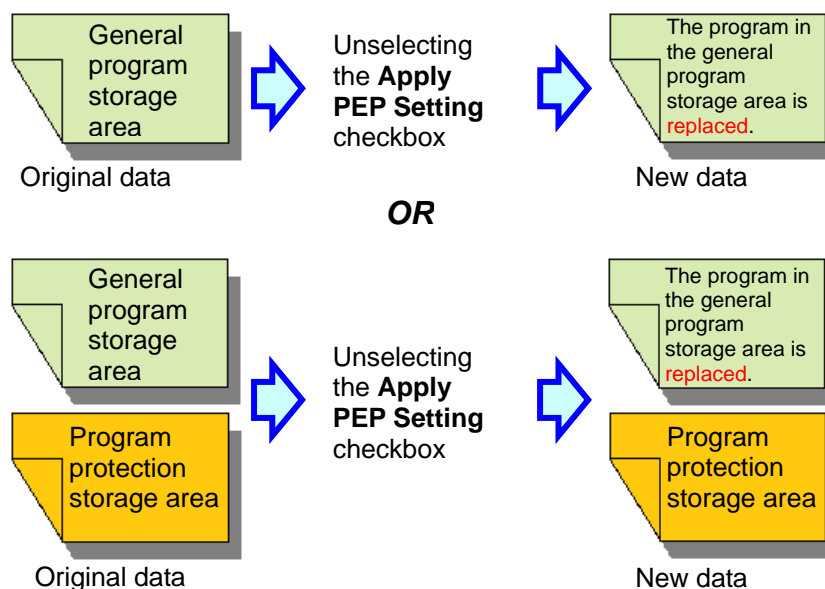 General
program
storage
area
Unselecting
the Apply
PEP Setting
checkbox
The program in
the general
program
storage area is
replaced.
Original data
New data
OR
General
program
storage
area
Program
protection
storage area
Unselecting
the Apply
PEP Setting
checkbox
The program in
the general
program
storage area is
replaced.
Program
protection
storage area
Original data
New data